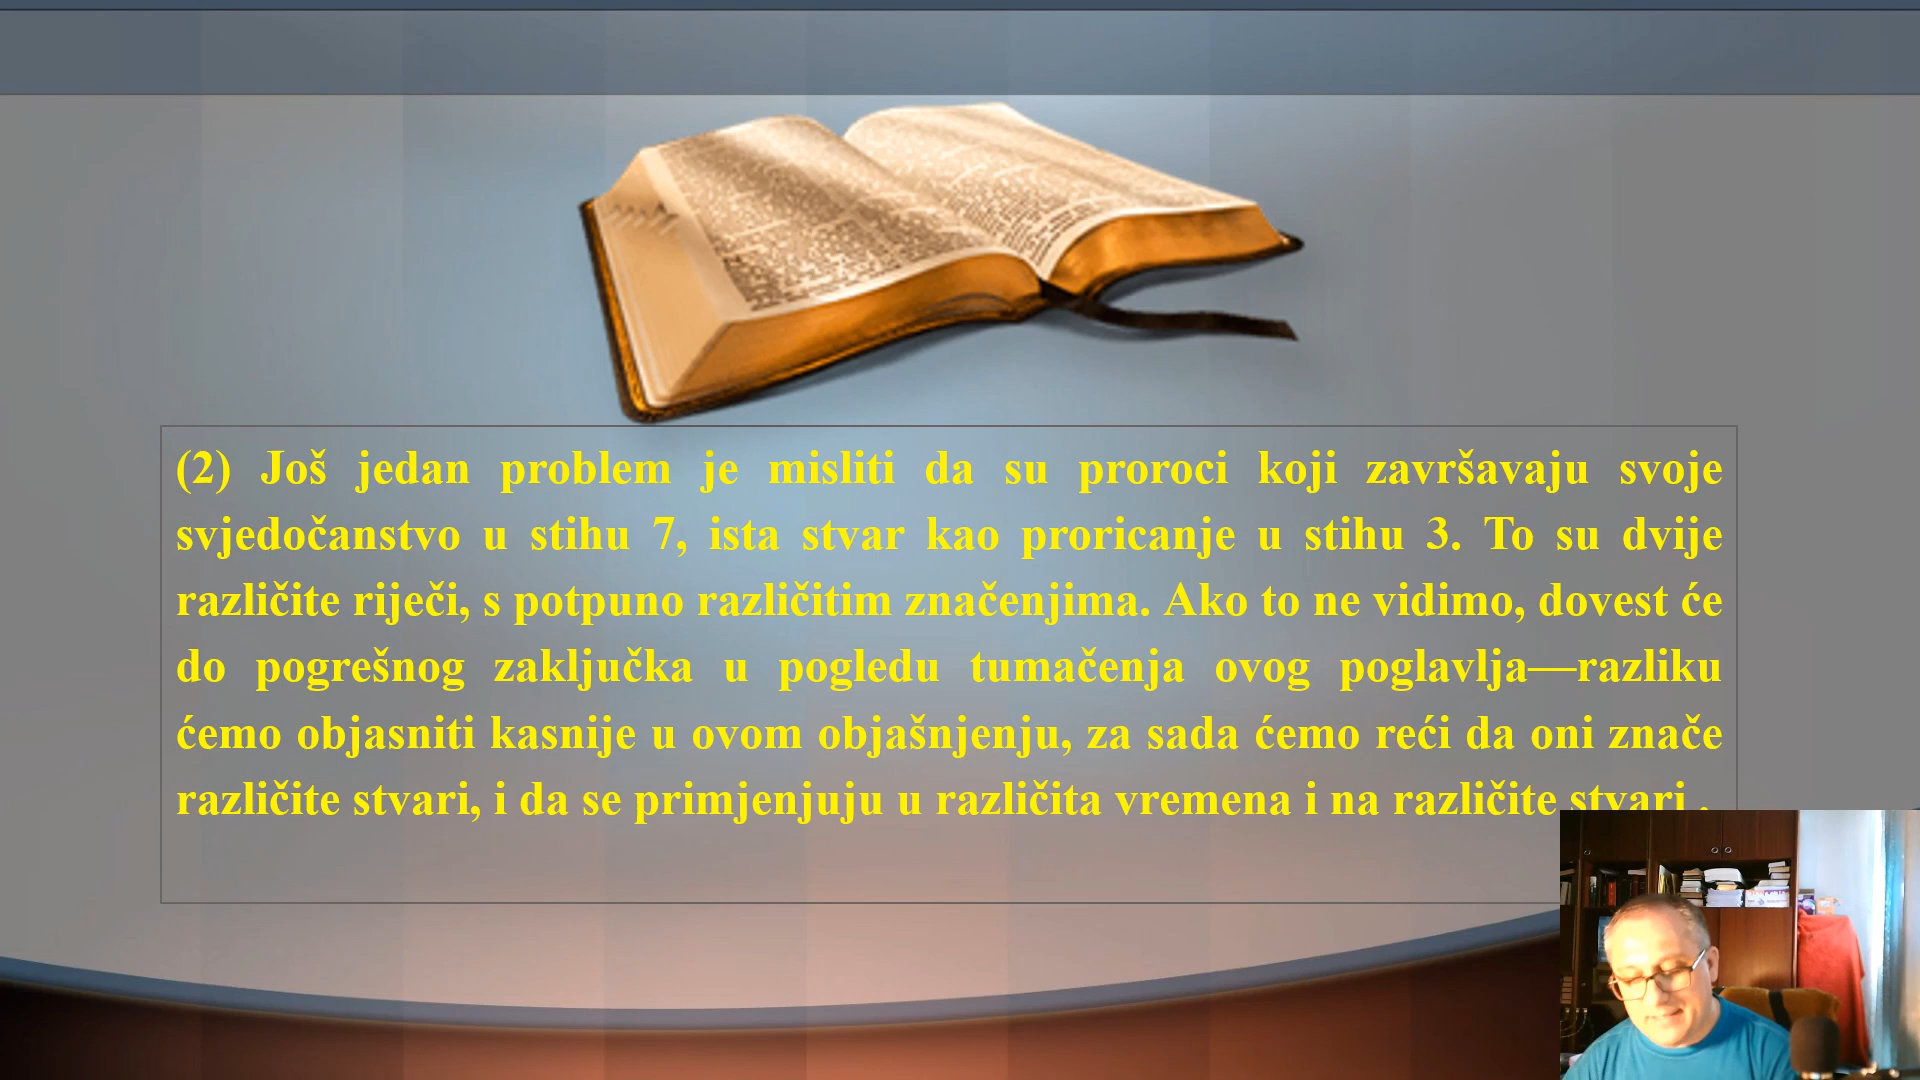 (2) Još jedan problem je misliti da su proroci koji završavaju svoje
svjedočanstvo u stihu 7, ista stvar kao proricanje u stihu 3. To su dvije
različite riječi, s potpuno različitim značenjima. Ako to ne vidimo, dovest će
do pogrešnog zaključka u pogledu tumačenja ovog poglavlja—razliku
ćemo objasniti kasnije u ovom objašnjenju, za sada ćemo reći da oni znače
različite stvari, i da se primjenjuju u različita vremena i na različite stvari .